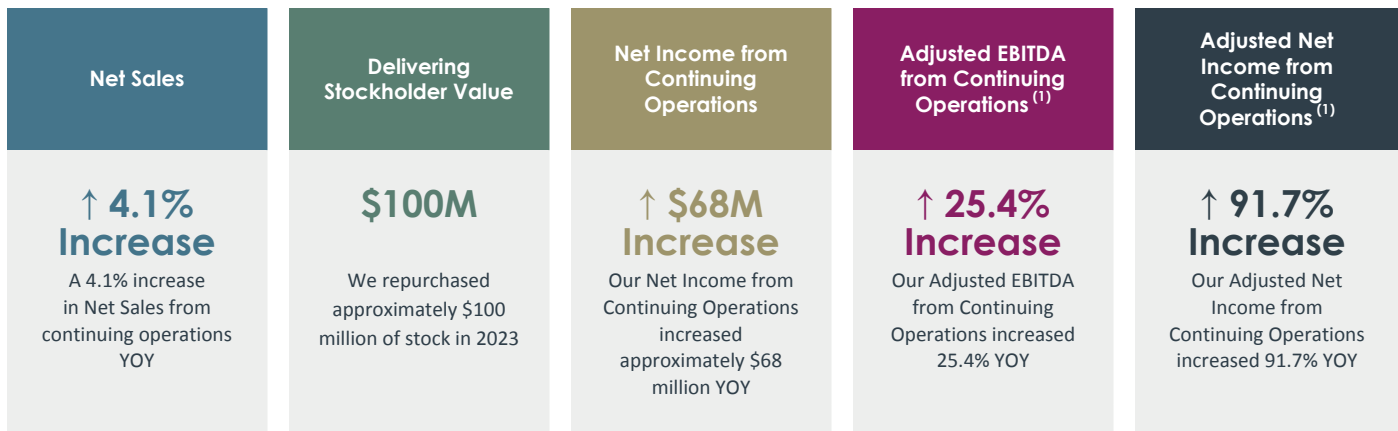 Net Sales
↑ 4.1%
Increase
A 4.1% increase
in Net Sales from
continuing operations
YOY
Delivering
Stockholder Value
$100M
We repurchased
approximately $100
million of stock in 2023
Net Income from
Continuing
Operations
↑ $68M
Increase
Our Net Income from
Continuing Operations
increased
approximately $68
million YOY
Adjusted EBITDA
from Continuing
Operations (1)
↑ 25.4%
Increase
Our Adjusted EBITDA
from Continuing
Operations increased
25.4% YOY
Adjusted Net
Income from
Continuing
Operations (1)
↑ 91.7%
Increase
Our Adjusted Net
Income from
Continuing Operations
increased 91.7% YOY